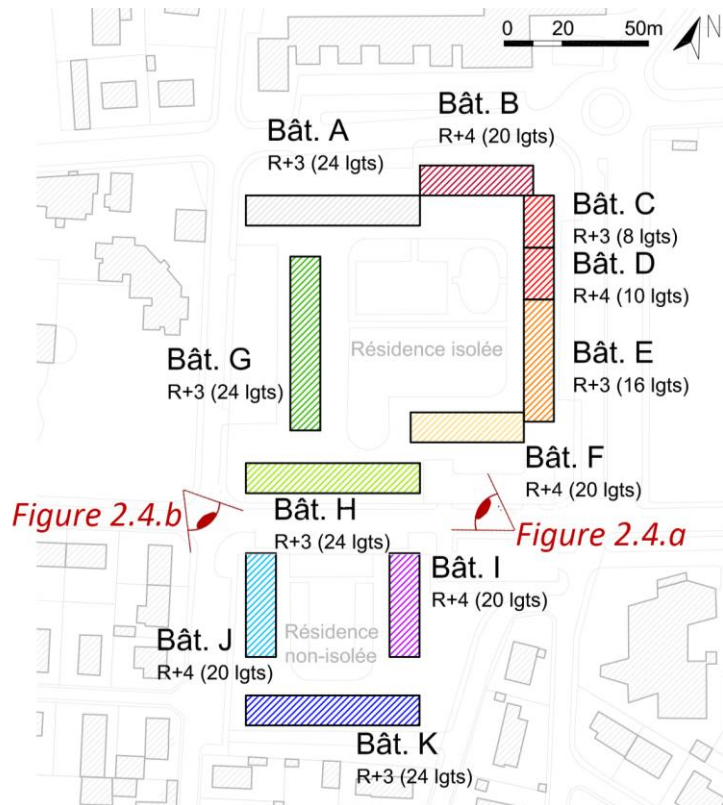 0 20 50m
N
Bât. B
R+4 (20 lgts)
Bât. A
R+3 (24 lgts)
Bât. C
R+3 (8 lgts)
Bât. D
R+4 (10 lgts)
Résidence isolée
Bât. G
R+3 (24 lgts)
Bât. E
R+3 (16 lgts)
Bât. F
R+4 (20 lgts)
Figure 2.4.b
Bât. H
R+3 (24 lgts)
Figure 2.4.a
Bât. I
R+4 (20 lgts)
Bât. J
R+4 (20 lgts)
Résidence
non-isolée
Bât. K
R+3 (24 lgts)